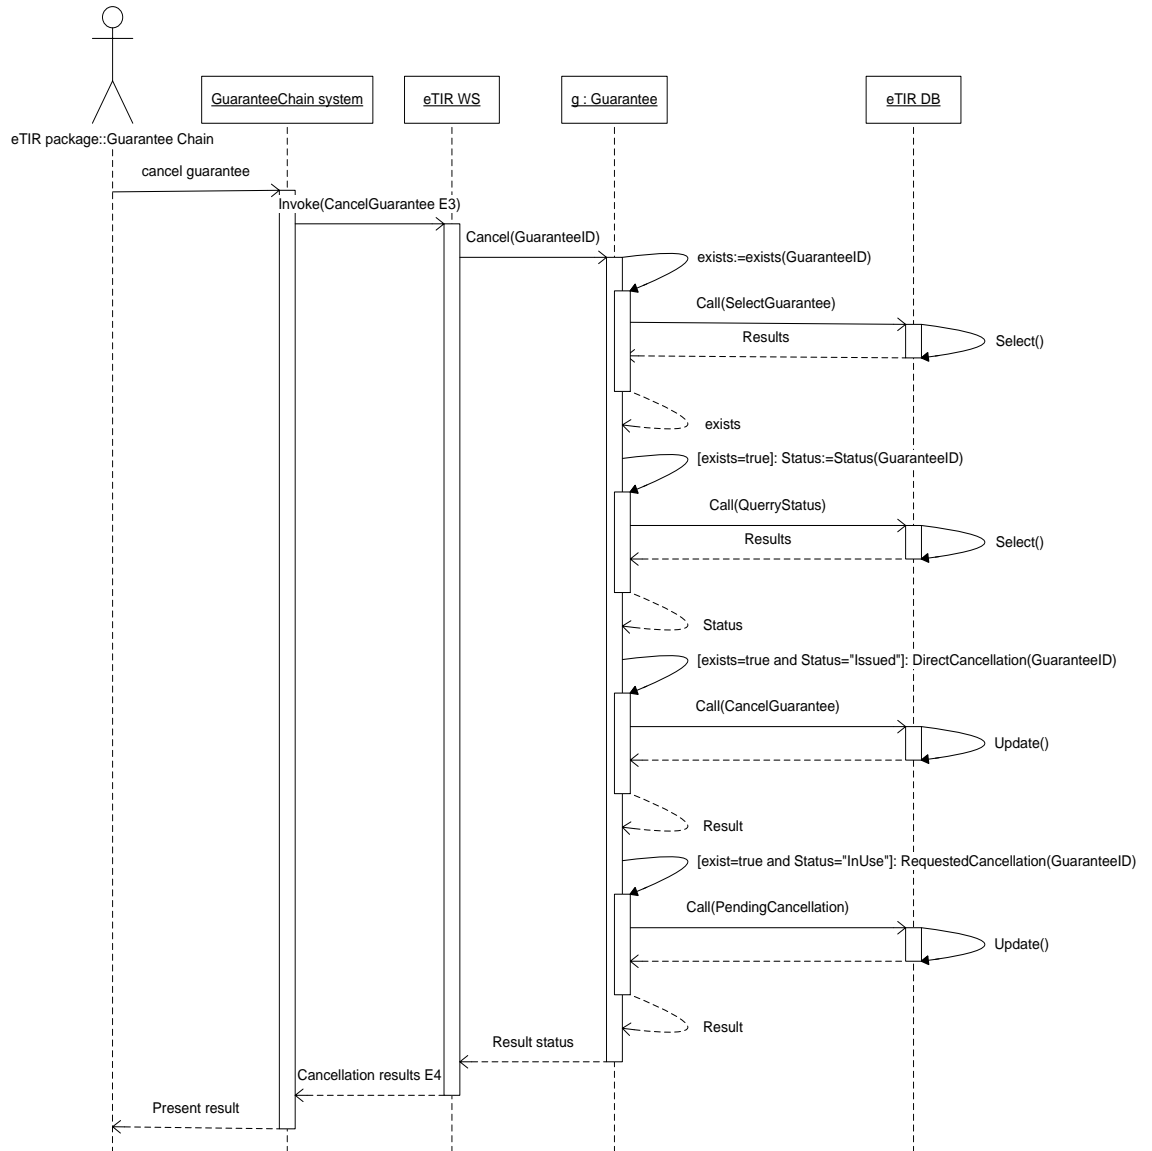 GuaranteeChain system
eTIR WS
g : Guarantee
eTIR DB
eTIR package::Guarantee Chain
cancel guarantee
Invoke(CancelGuarantee E3)
Cancel(GuaranteeID)
exists:=exists(GuaranteeID)
Call(SelectGuarantee)
Results
Select()
exists
[exists=true]: Status:=Status(GuaranteeID)
Call(QuerryStatus)
Results
Select()
Status
[exists=true and Status="Issued"]: DirectCancellation(GuaranteeID)
Call(CancelGuarantee)
Update()
Result
[exist=true and Status="InUse"]: RequestedCancellation(GuaranteeID)
Call(PendingCancellation)
Update()
Result
Result status
Cancellation results E4
Present result